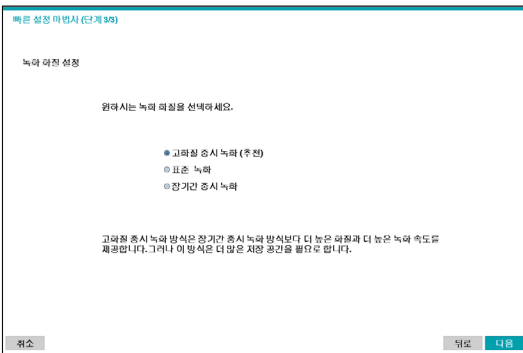 빠른 설정 마법사 (단계 3/3)
녹화 화질 설정
원하시는 녹화 화질을 선택하세요.
고화질 중시 녹화 (추천)
표준 녹화
장기간 중시 녹화
고화질 중시 녹화 방식은 장기간 중시 녹화 방식보다 더 높은 화질과 더 높은 녹화 속도를
제공합니다.그러나 이 방식은 더 많은 저장 공간을 필요로 합니다.
취소 뒤로 다음